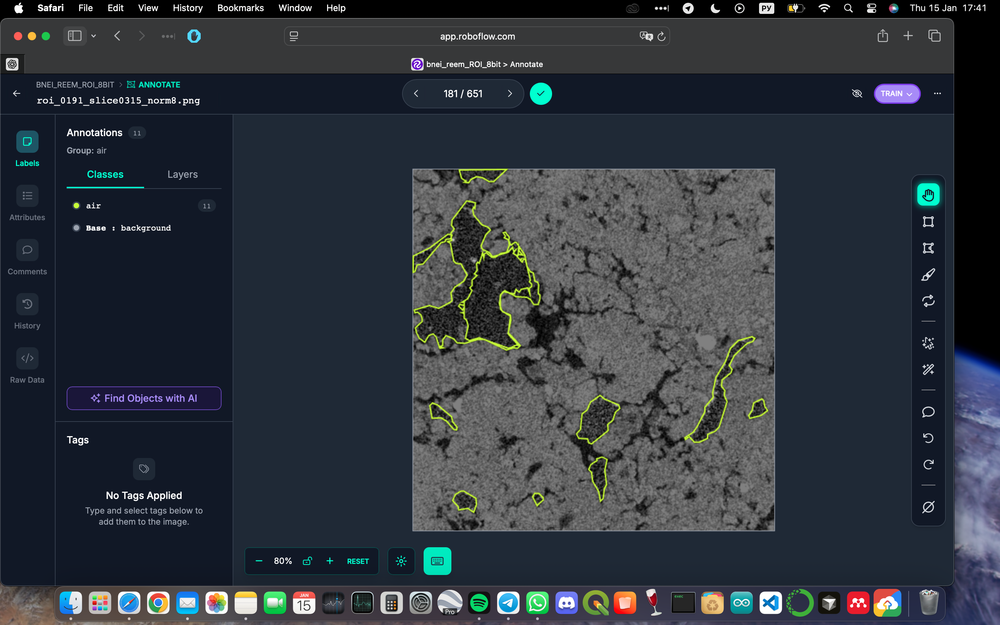 Safari File Edit View History Bookmarks Window Help РУ Thu 15 Jan 17:41
app.roboflow.com
bnei_reem_ROI_8bit > Annotate
BNEI_REEM_ROI_8BIT > ANNOTATE
roi_0191_slice0315_norm8.png
181 / 651
TRAIN
Labels
Attributes
Comments
History
Raw Data
Annotations 11
Group: air
Classes Layers
air 11
Base : background
Find Objects with AI
Tags
No Tags Applied
Type and select tags below to
add them to the image.
80% RESET
JAN
15
Pro
exec